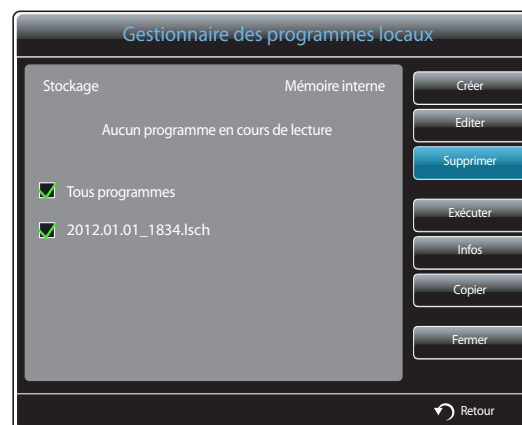 Gestionnaire des programmes locaux
Stockage Mémoire interne
Aucun programme en cours de lecture
Tous programmes
2012.01.01_1834.lsch
Créer
Editer
Supprimer
Exécuter
Infos
Copier
Fermer
Retour